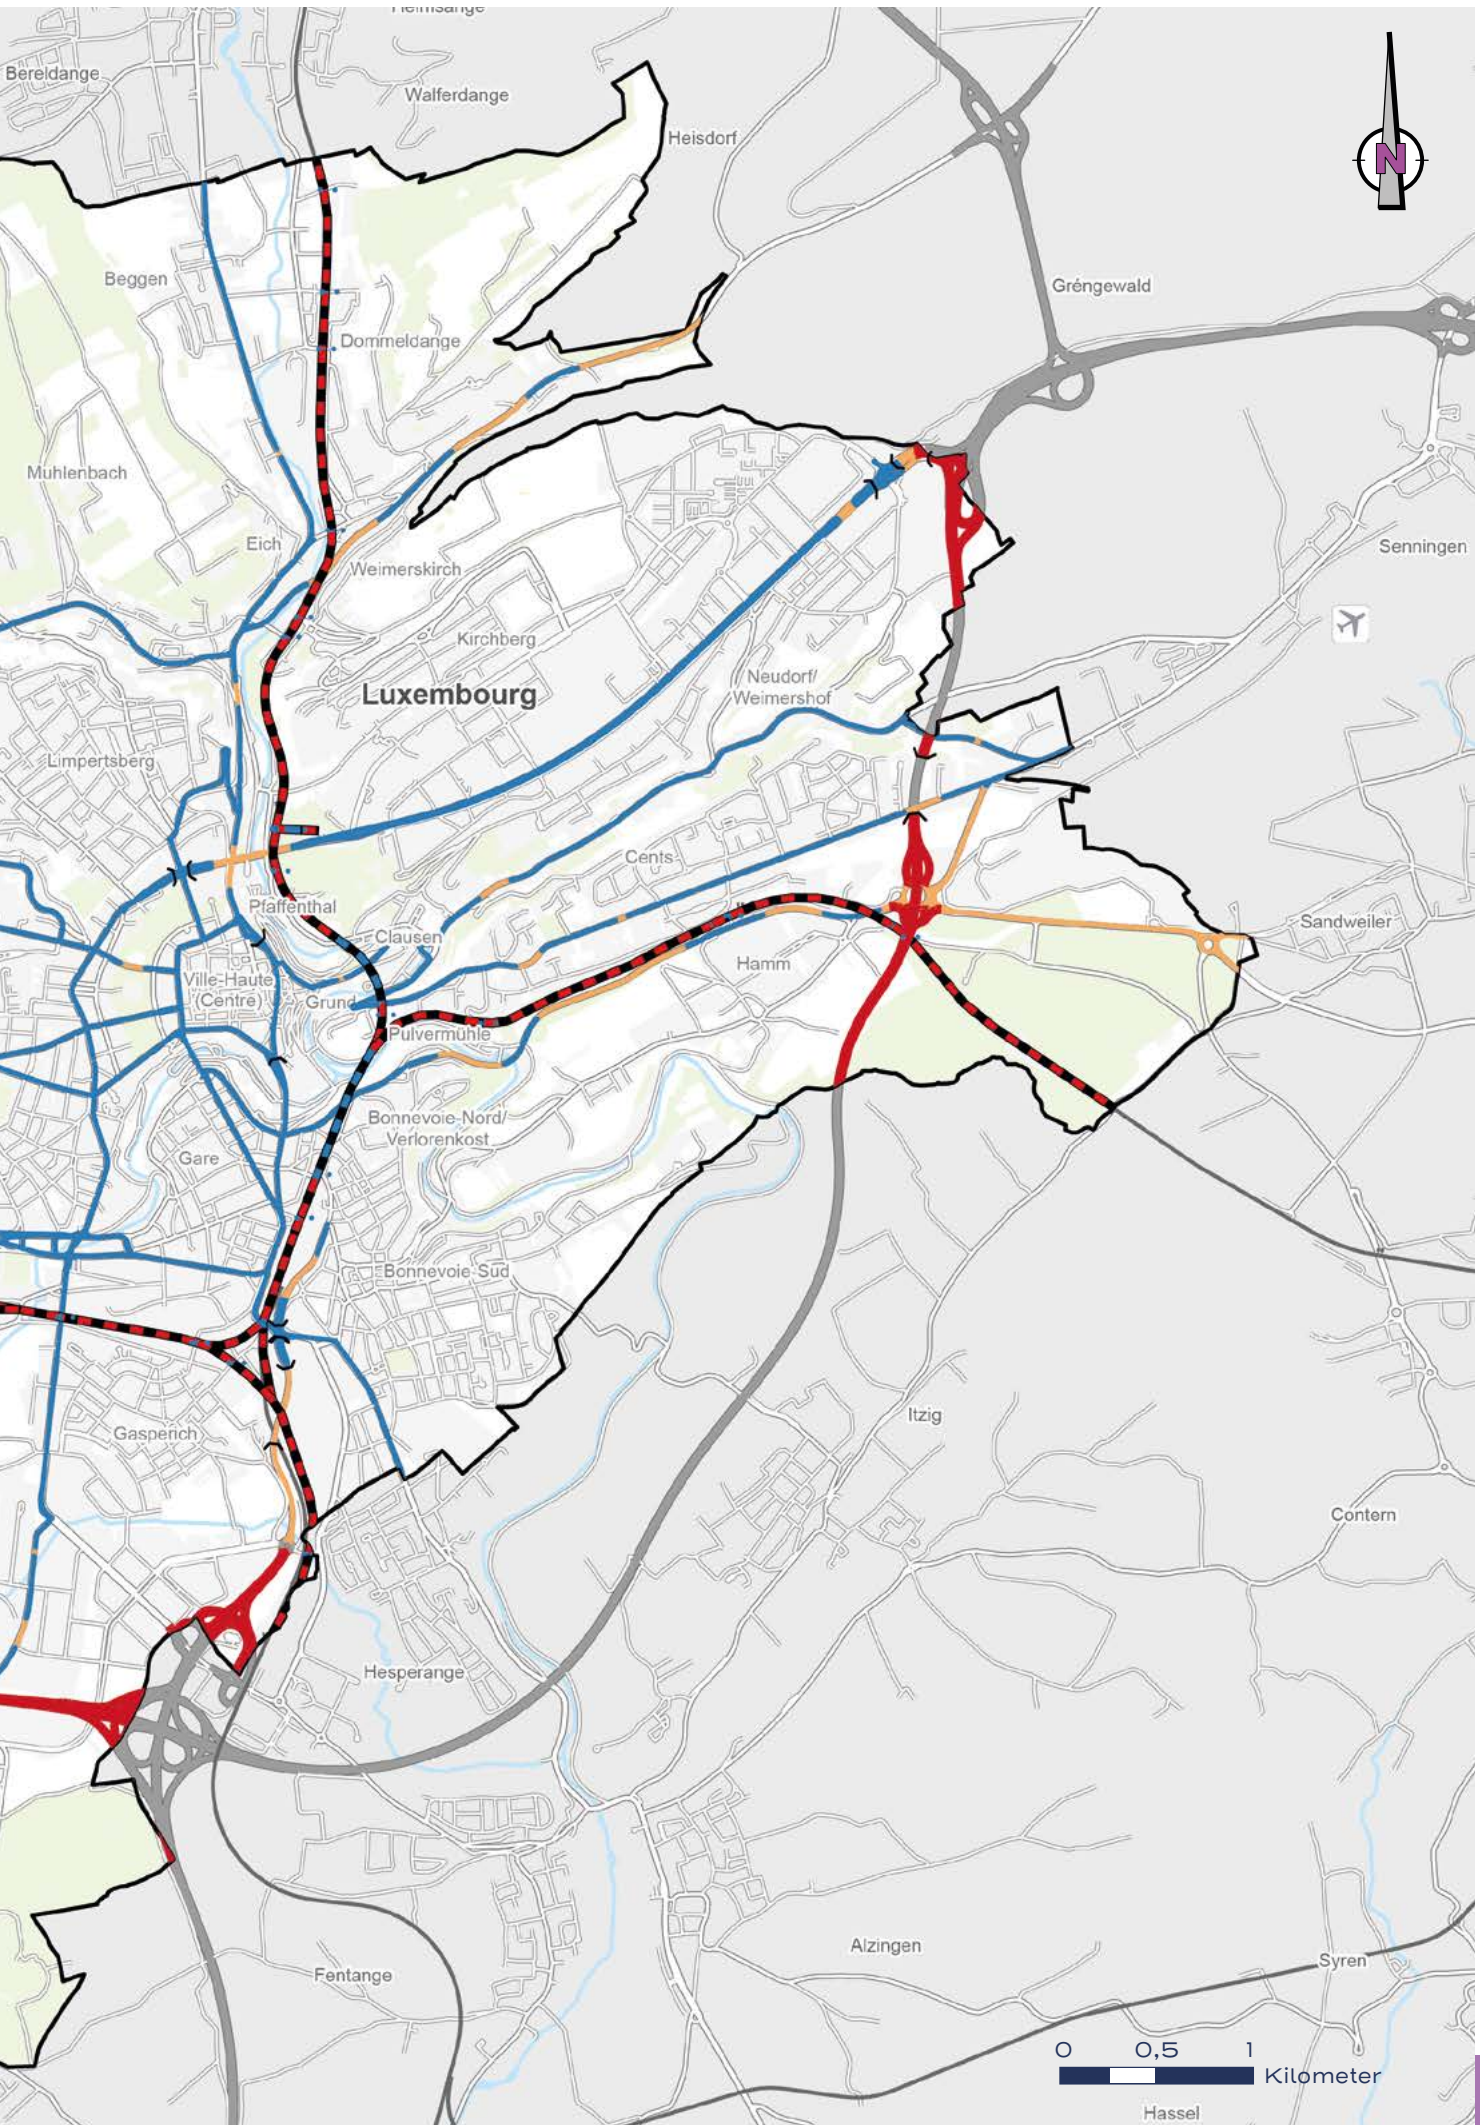 Helmsange
Bereldange
Walferdange
Heisdorf
N
Beggen
Gréngewald
Dommeldange
Muhlenbach
Eich
Senningen
Weimerskirch
Kirchberg
Neudorf/
Weimershof
Luxembourg
Limpertsberg
Cents
Pfaffenthal
Sandweiler
Clausen
Hamm
Ville-Haute
(Centre)
Grund
Pulvermühle
Bonnevoie-Nord/
Verlorenkost
Gare
Bonnevoie-Sud
Itzig
Gasperich
Contern
Hesperange
Alzingen
Syren
Fentange
0 0,5 1
Kilometer
Hassel